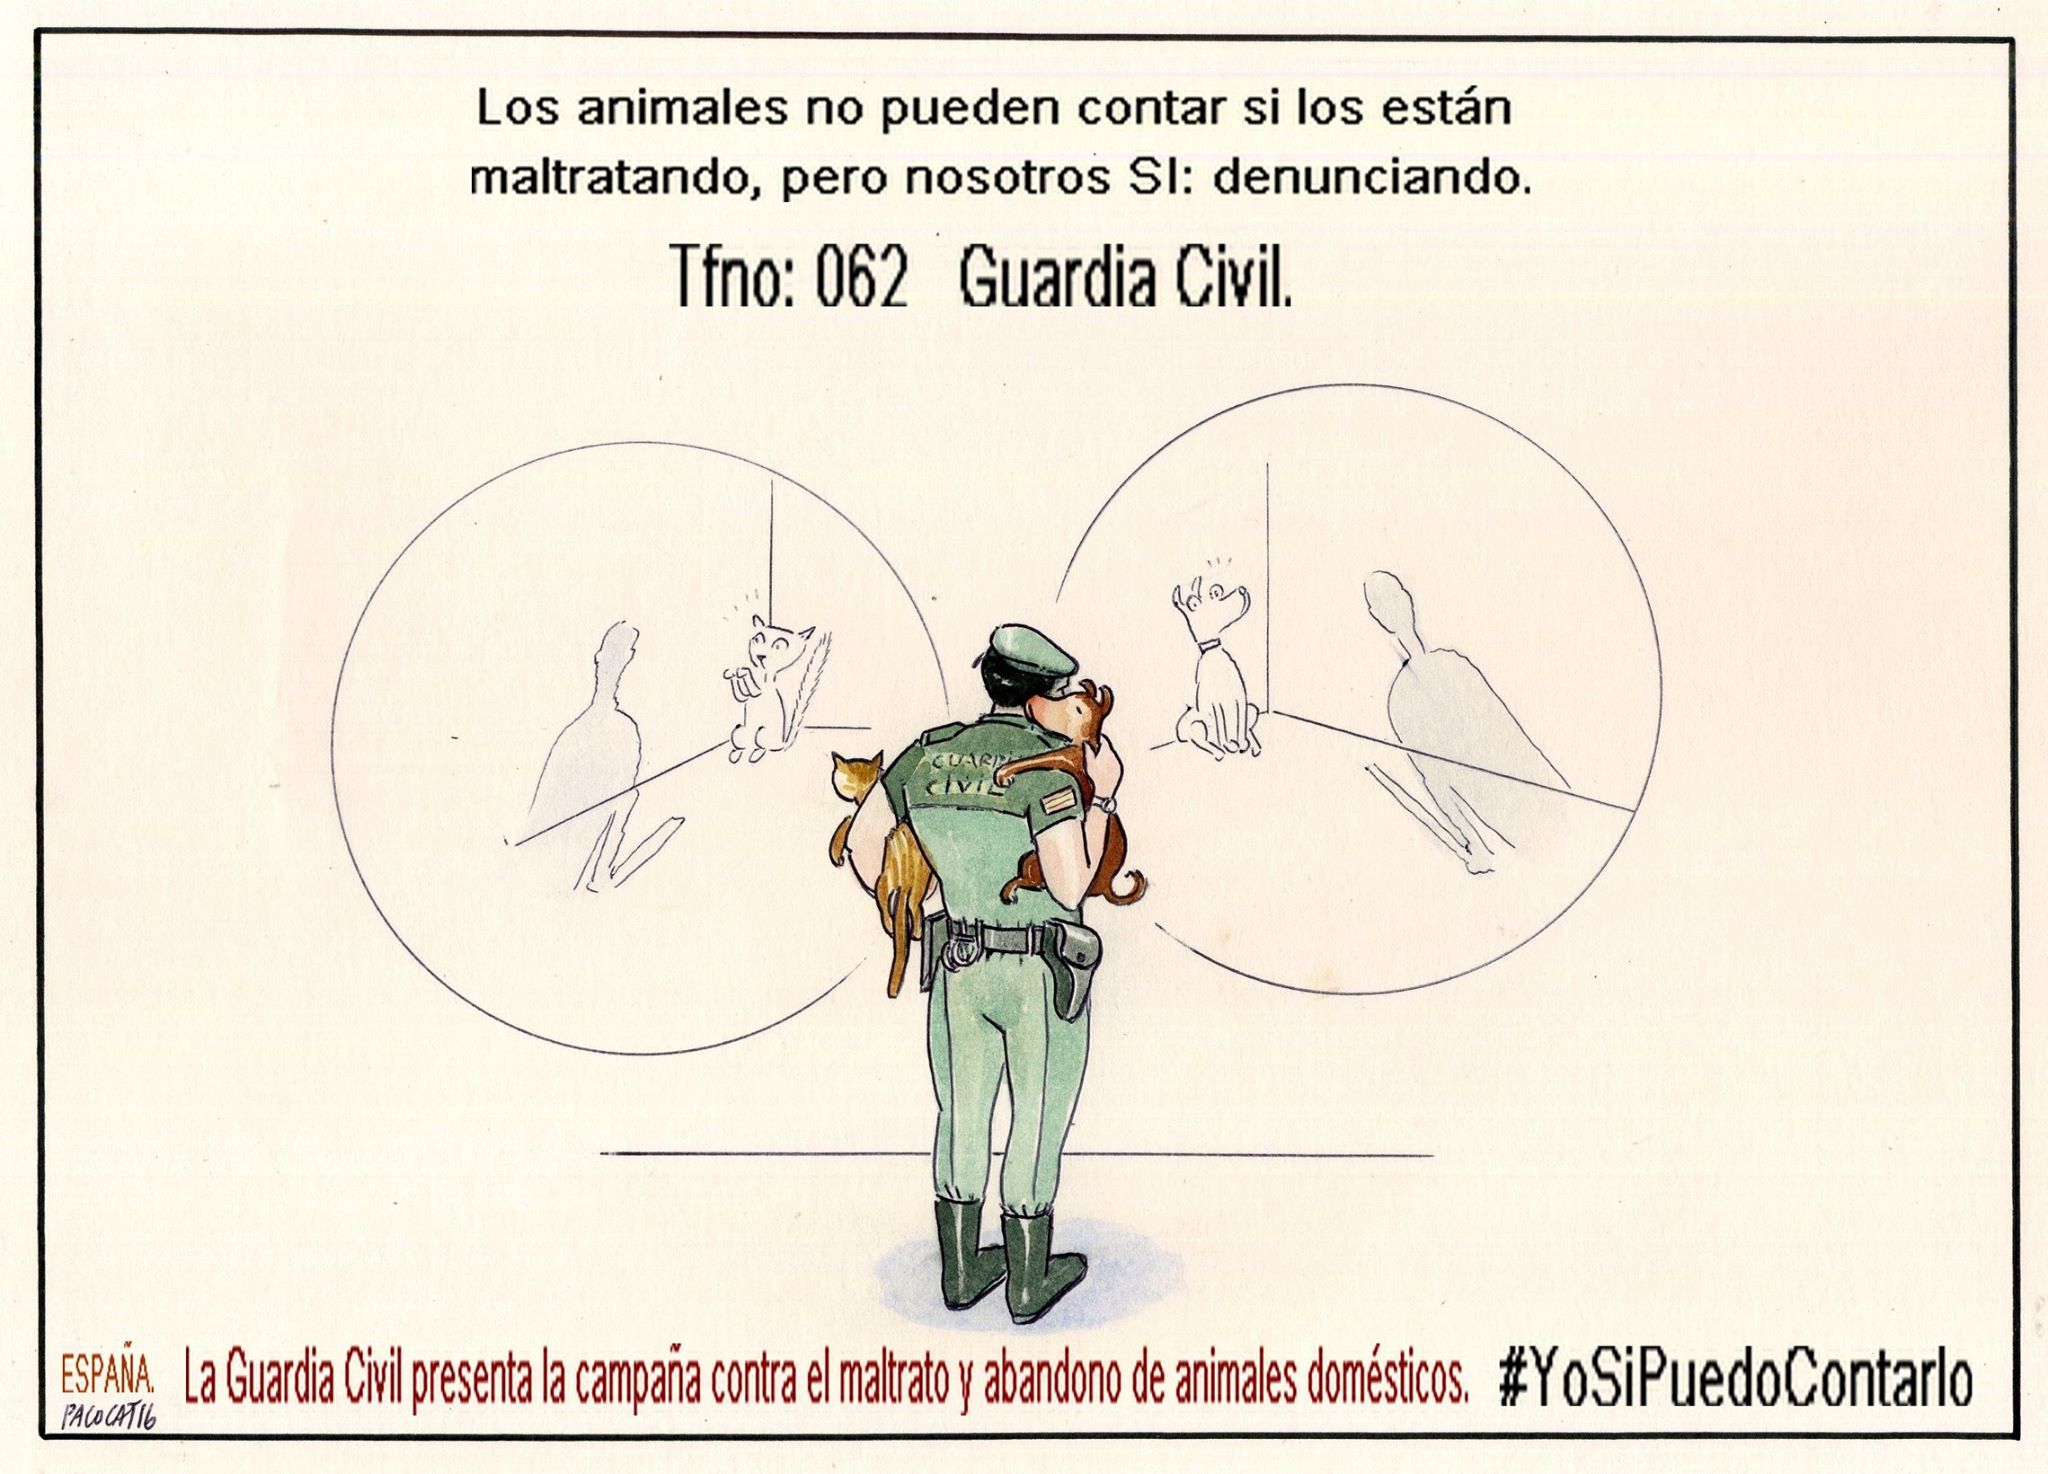 Los animales no pueden contar si los están
maltratando, pero nosotros SI: denunciando.
Tfno: 062 Guardia Civil.
GUARDI
CIVIL
ESPAÑA. La Guardia Civil presenta la campaña contra el maltrato y abandono de animales domésticos. #YoSiPuedoContarlo
PACOCAT16